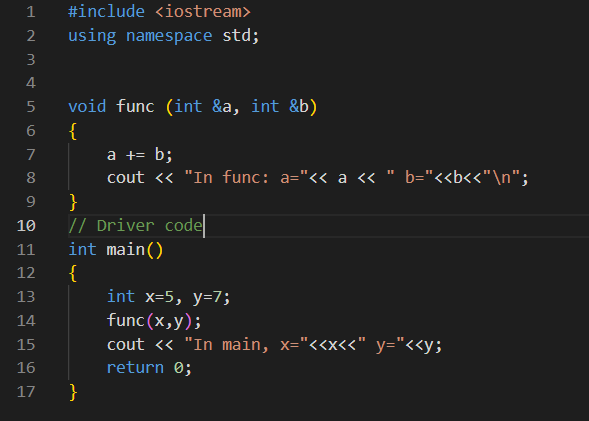 1 #include <iostream>
2 using namespace std;
3
4
5 void func (int &a, int &b)
6 {
7     a += b;
8     cout << "In func: a="<< a << " b="<<b<<"\n";
9 }
10 // Driver code
11 int main()
12 {
13     int x=5, y=7;
14     func(x,y);
15     cout << "In main, x="<<x<<" y="<<y;
16     return 0;
17 }